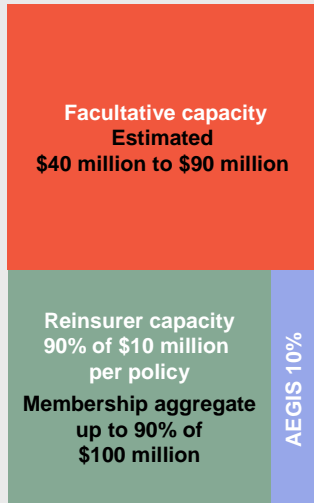 Facultative capacity
Estimated
$40 million to $90 million
Reinsurer capacity
90% of $10 million
per policy
Membership aggregate
up to 90% of
$100 million
AEGIS 10%